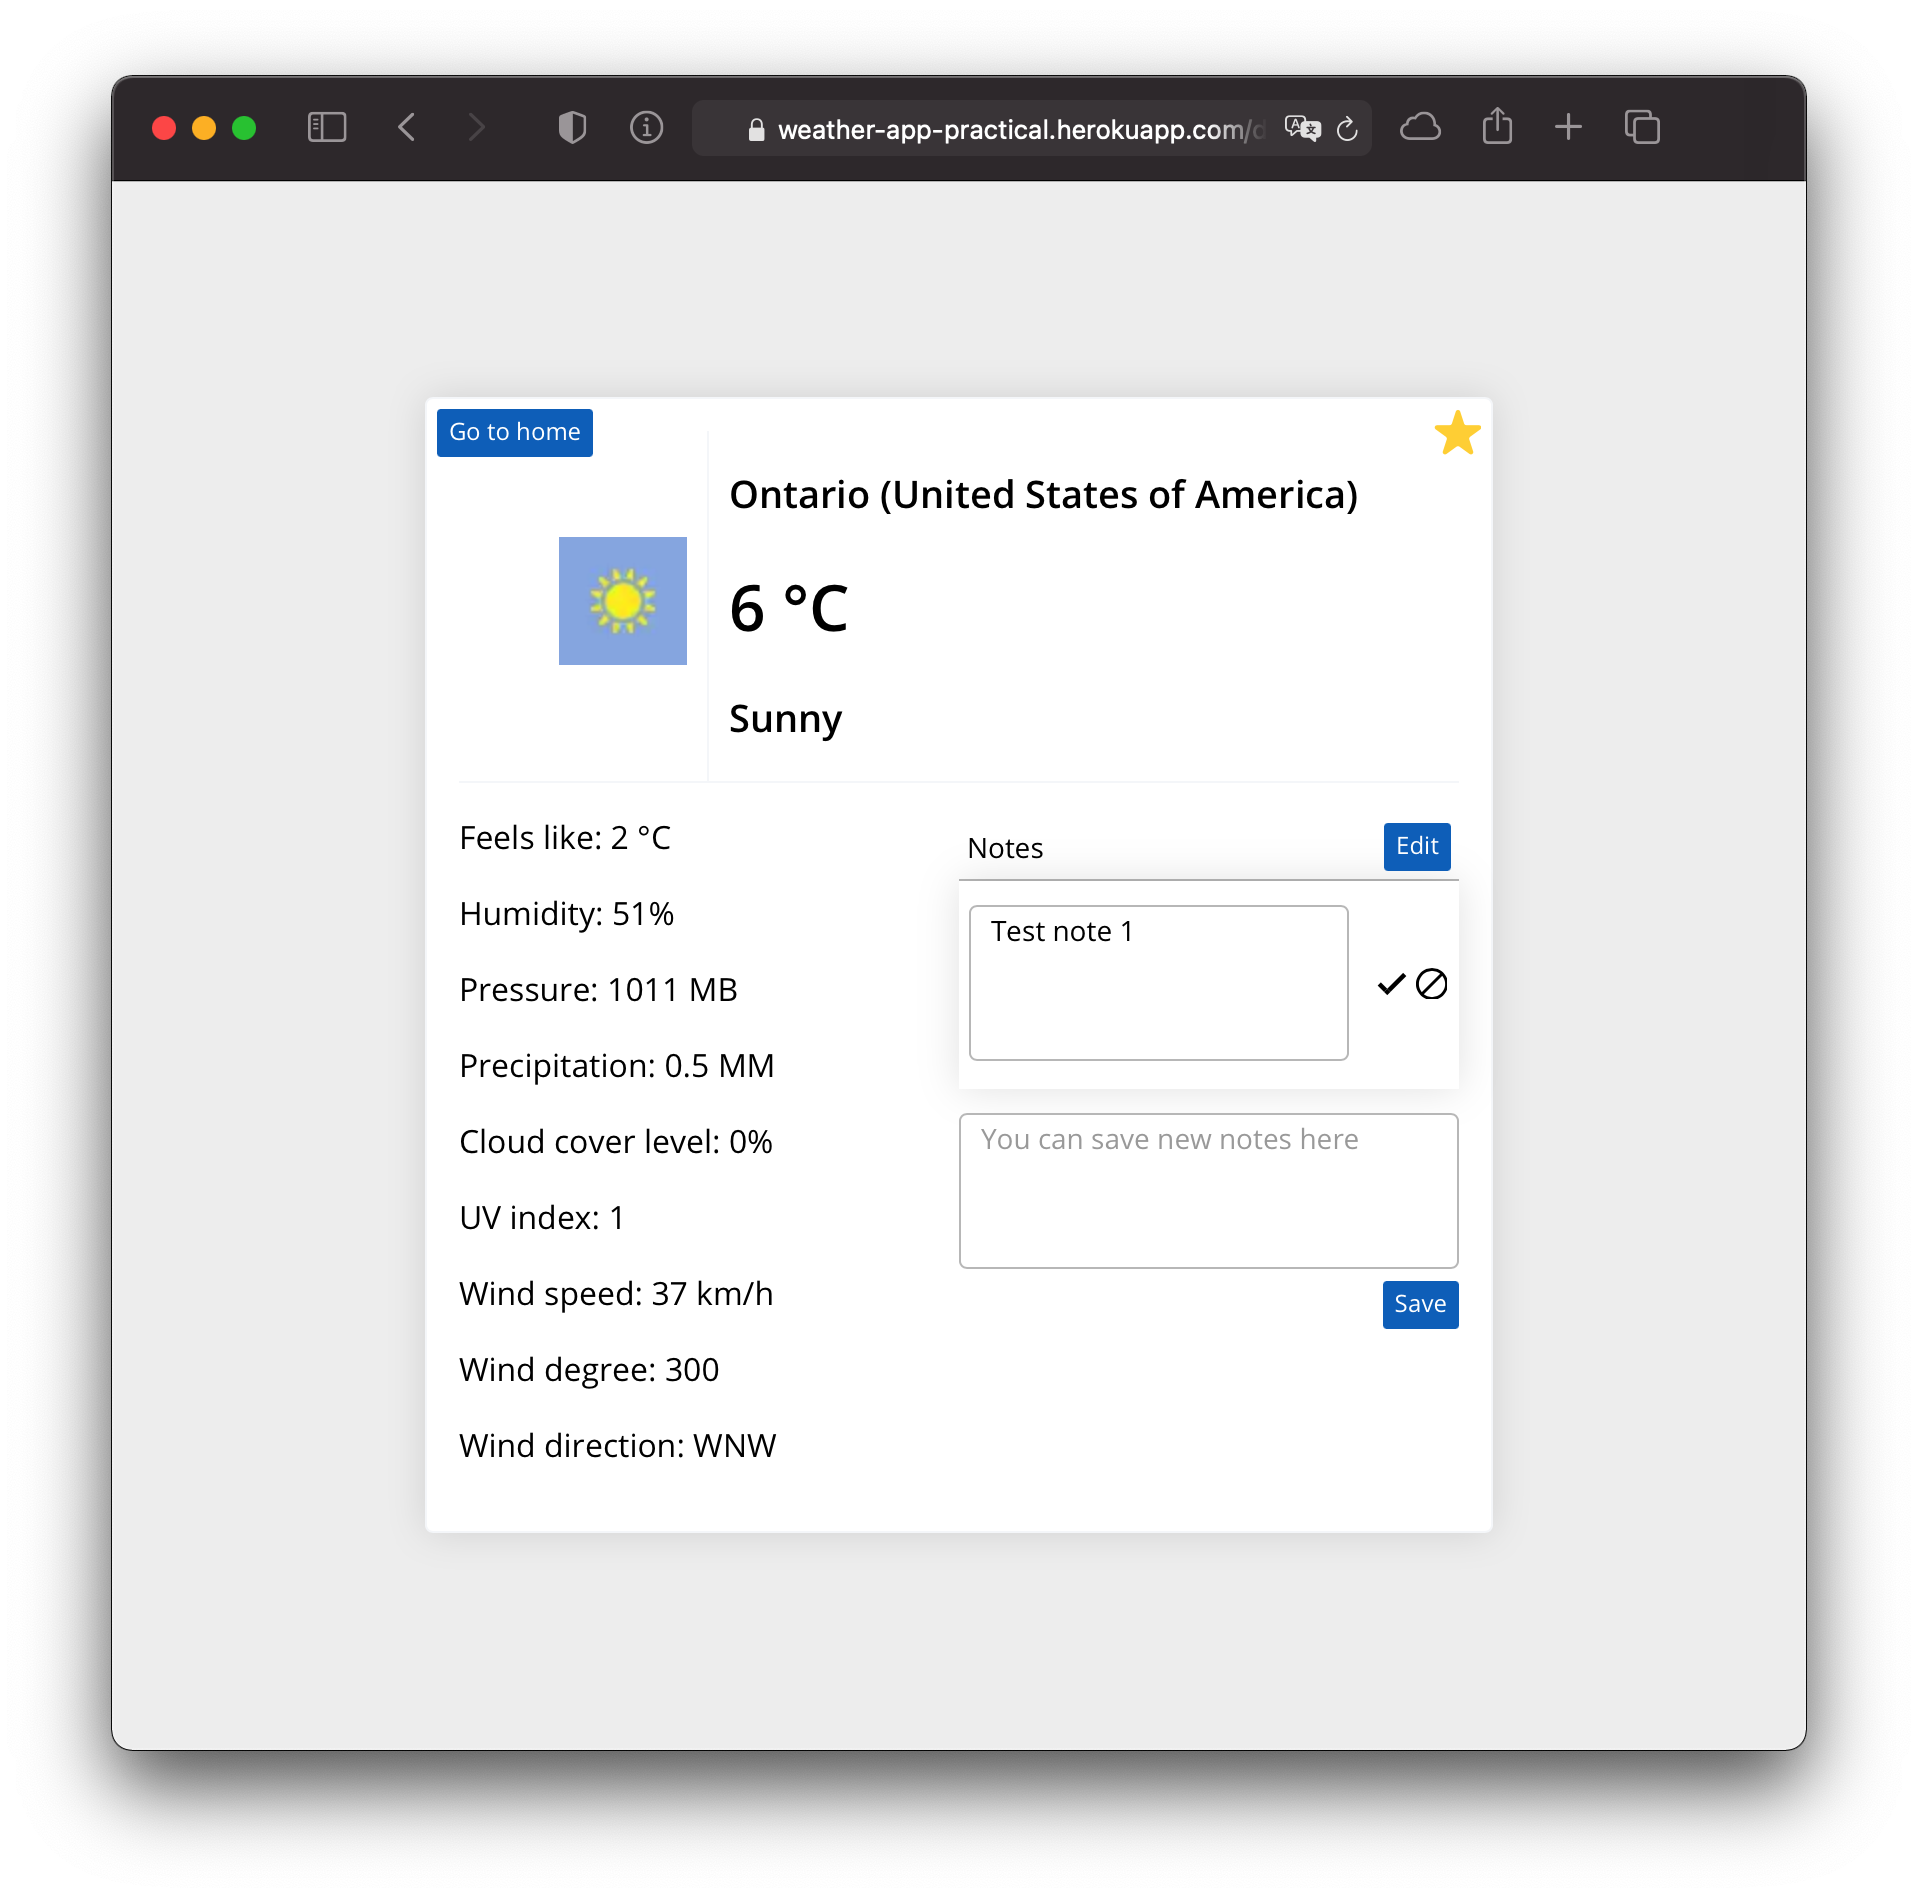 weather-app-practical.herokuapp.com/d
Go to home
Ontario (United States of America)
6 °C
Sunny
Feels like: 2 °C
Humidity: 51%
Pressure: 1011 MB
Precipitation: 0.5 MM
Cloud cover level: 0%
UV index: 1
Wind speed: 37 km/h
Wind degree: 300
Wind direction: WNW
Notes
Edit
Test note 1
You can save new notes here
Save